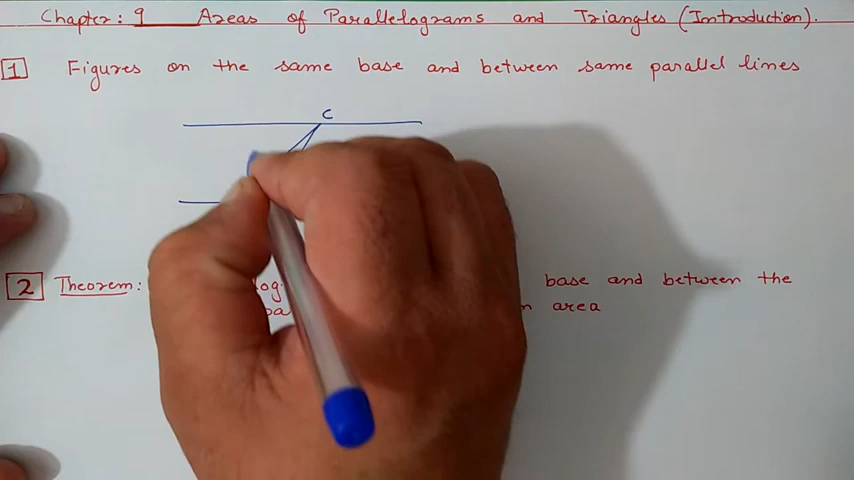 Chapter: 9 Areas of Parallelograms and Triangles (Introduction).
1 Figures on the same base and between same parallel lines
C
2 Theorem: base and between the
area